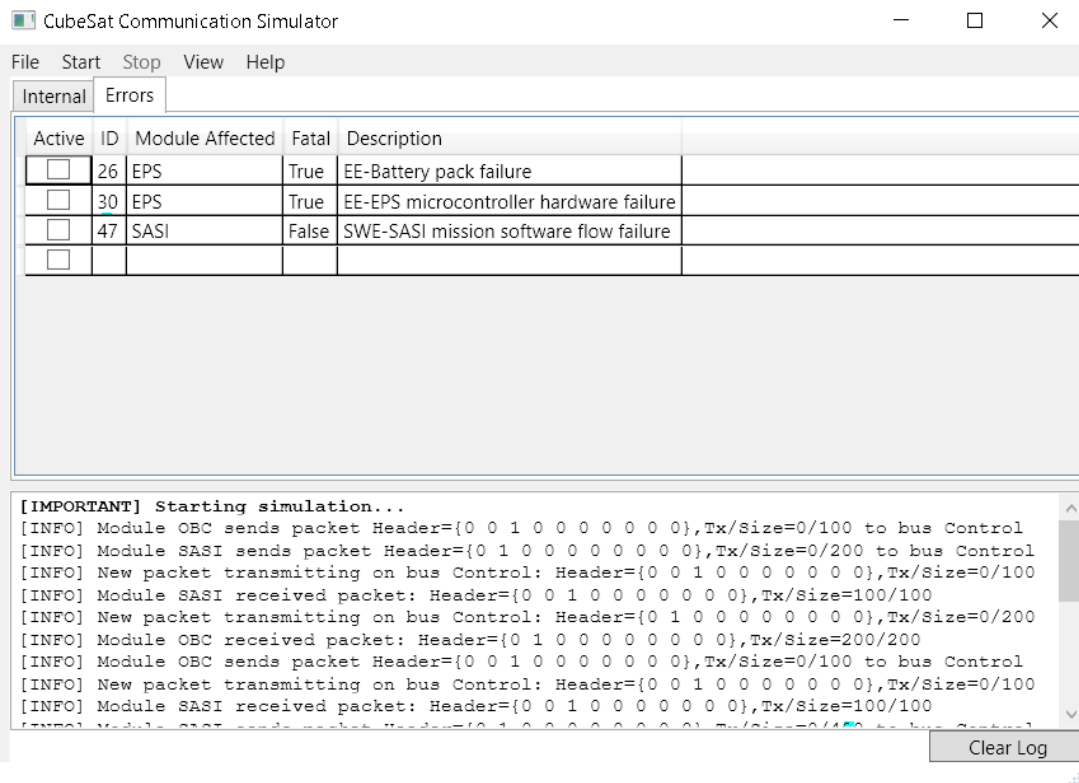 CubeSat Communication Simulator
File Start Stop View Help
Internal Errors
Active ID Module Affected Fatal Description
26 EPS True EE-Battery pack failure
30 EPS True EE-EPS microcontroller hardware failure
47 SASI False SWE-SASI mission software flow failure
[IMPORTANT] Starting simulation...
[INFO] Module OBC sends packet Header={0 0 1 0 0 0 0 0 0 0},Tx/Size=0/100 to bus Control
[INFO] Module SASI sends packet Header={0 1 0 0 0 0 0 0 0 0},Tx/Size=0/200 to bus Control
[INFO] New packet transmitting on bus Control: Header={0 0 1 0 0 0 0 0 0 0},Tx/Size=0/100
[INFO] Module SASI received packet: Header={0 0 1 0 0 0 0 0 0 0},Tx/Size=100/100
[INFO] New packet transmitting on bus Control: Header={0 1 0 0 0 0 0 0 0 0},Tx/Size=0/200
[INFO] Module OBC received packet: Header={0 1 0 0 0 0 0 0 0 0},Tx/Size=200/200
[INFO] Module OBC sends packet Header={0 0 1 0 0 0 0 0 0 0},Tx/Size=0/100 to bus Control
[INFO] New packet transmitting on bus Control: Header={0 0 1 0 0 0 0 0 0 0},Tx/Size=0/100
[INFO] Module SASI received packet: Header={0 0 1 0 0 0 0 0 0 0},Tx/Size=100/100
Clear Log